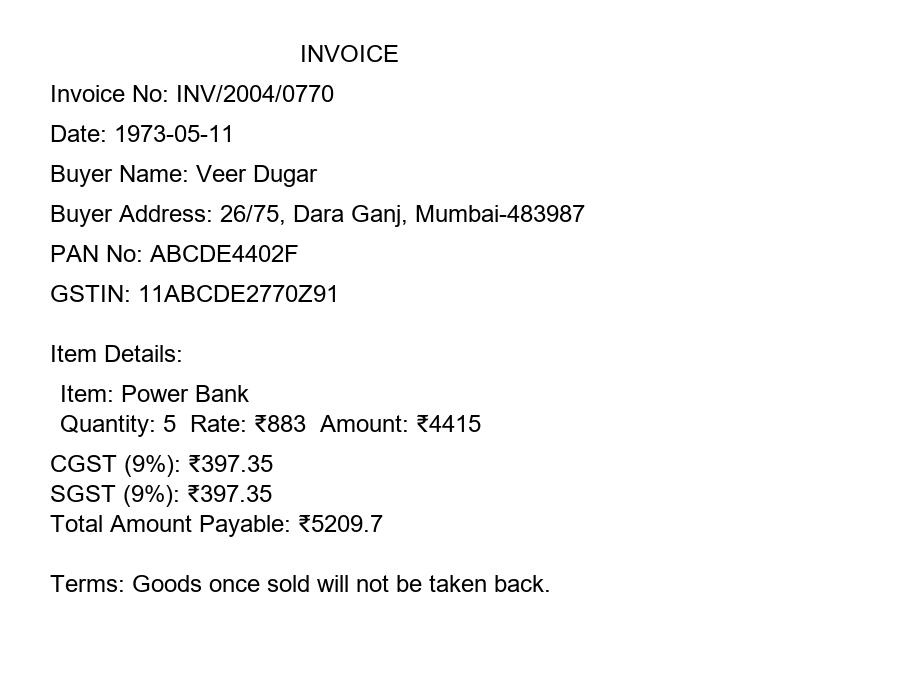 INVOICE
Invoice No: INV/2004/0770
Date: 1973-05-11
Buyer Name: Veer Dugar
Buyer Address: 26/75, Dara Ganj, Mumbai-483987
PAN No: ABCDE4402F
GSTIN: 11ABCDE2770Z91
Item Details:
Item: Power Bank
Quantity: 5  Rate: ₹883  Amount: ₹4415
CGST (9%): ₹397.35
SGST (9%): ₹397.35
Total Amount Payable: ₹5209.7
Terms: Goods once sold will not be taken back.